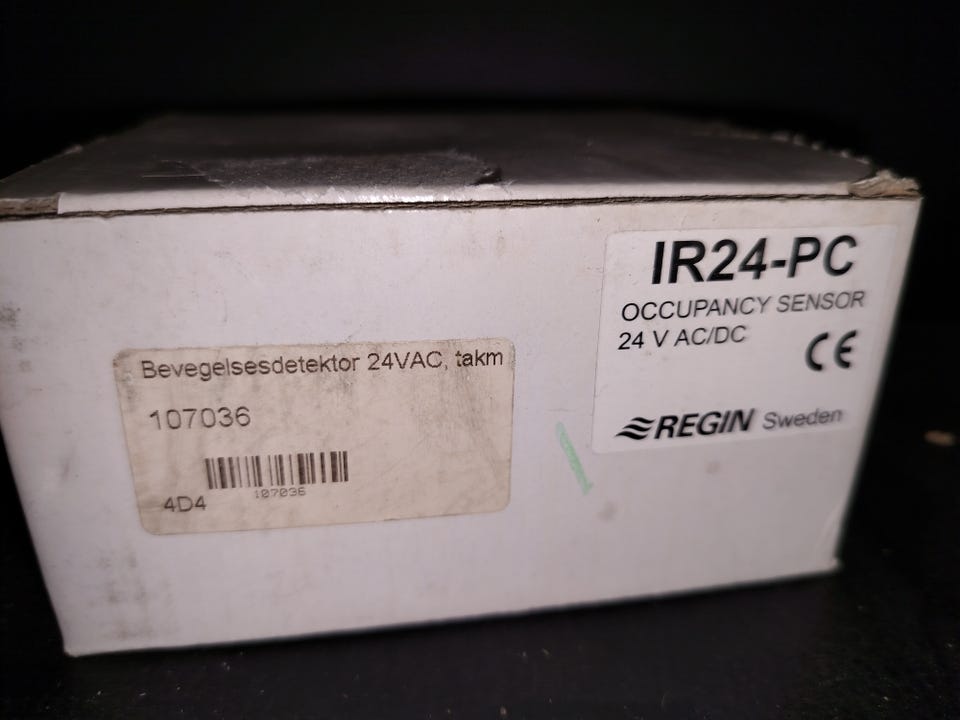 IR24-PC
OCCUPANCY SENSOR
24 V AC/DC
CE
REGIN Sweden
Bevegelsesdetektor 24VAC, takm
107036
107036
4D4